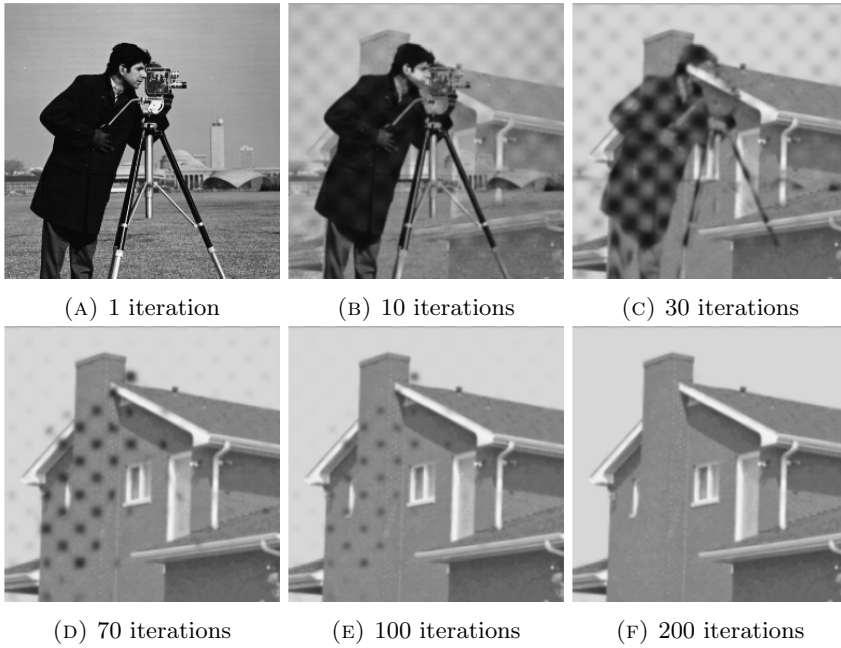 (A) 1 iteration
(B) 10 iterations
(C) 30 iterations
(D) 70 iterations
(E) 100 iterations
(F) 200 iterations